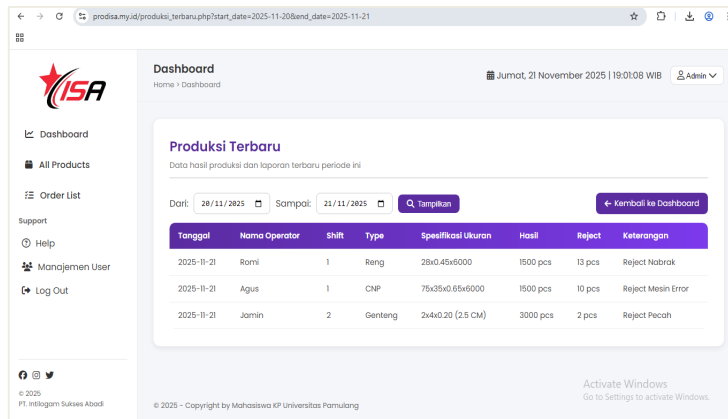 prodisa.my.id/produksi_terbaru.php?start_date=2025-11-20&end_date=2025-11-21
ISA
Dashboard
Home > Dashboard
Jumat, 21 November 2025 | 19:01:08 WIB
Admin
Dashboard
All Products
Order List
Support
Help
Manajemen User
Log Out
© 2025
PT. Intilogam Sukses Abadi
Produksi Terbaru
Data hasil produksi dan laporan terbaru periode ini
Dari: 20/11/2025 Sampai: 21/11/2025 Tampilkan
← Kembali ke Dashboard
Tanggal Nama Operator Shift Type Spesifikasi Ukuran Hasil Reject Keterangan
2025-11-21 Romi 1 Reng 28x0.45x6000 1500 pcs 13 pcs Reject Nabrak
2025-11-21 Agus 1 CNP 75x35x0.65x6000 1500 pcs 10 pcs Reject Mesin Error
2025-11-21 Jamin 2 Genteng 2x4x0.20 (2.5 CM) 3000 pcs 2 pcs Reject Pecah
© 2025 - Copyright by Mahasiswa KP Universitas Pamulang
Activate Windows
Go to Settings to activate Windows.